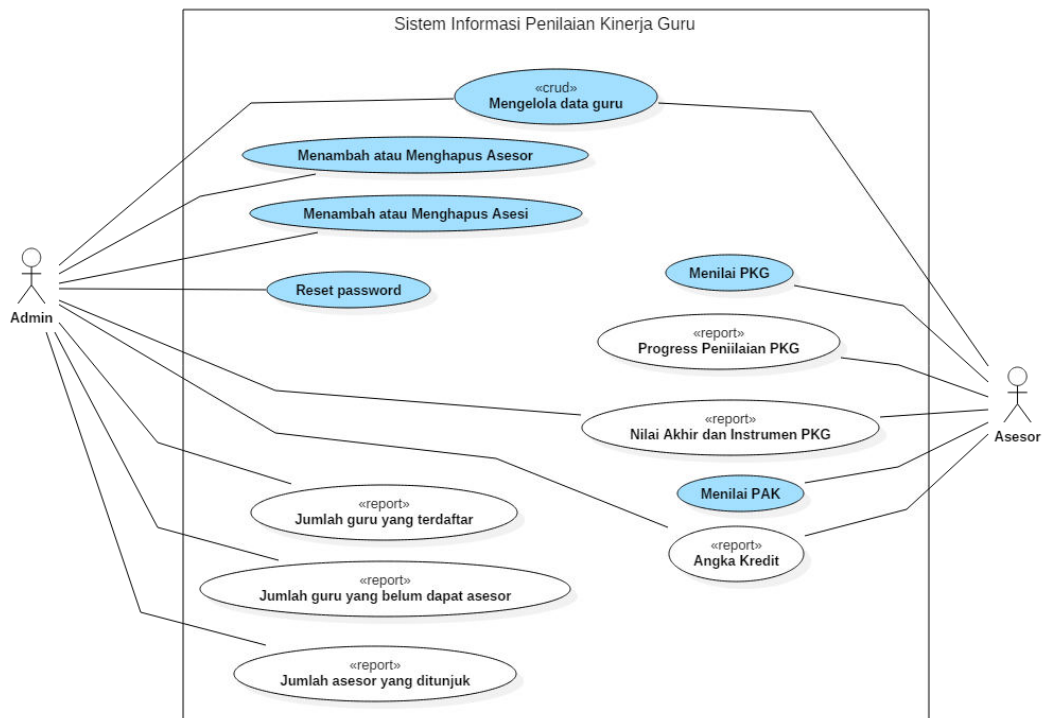 Sistem Informasi Penilaian Kinerja Guru
«crud»
Mengelola data guru
Menambah atau Menghapus Asesor
Menambah atau Menghapus Asesi
Reset password
Admin
Menilai PKG
«report»
Progress Peniilaian PKG
«report»
Nilai Akhir dan Instrumen PKG
Asesor
Menilai PAK
«report»
Angka Kredit
«report»
Jumlah guru yang terdaftar
«report»
Jumlah guru yang belum dapat asesor
«report»
Jumlah asesor yang ditunjuk